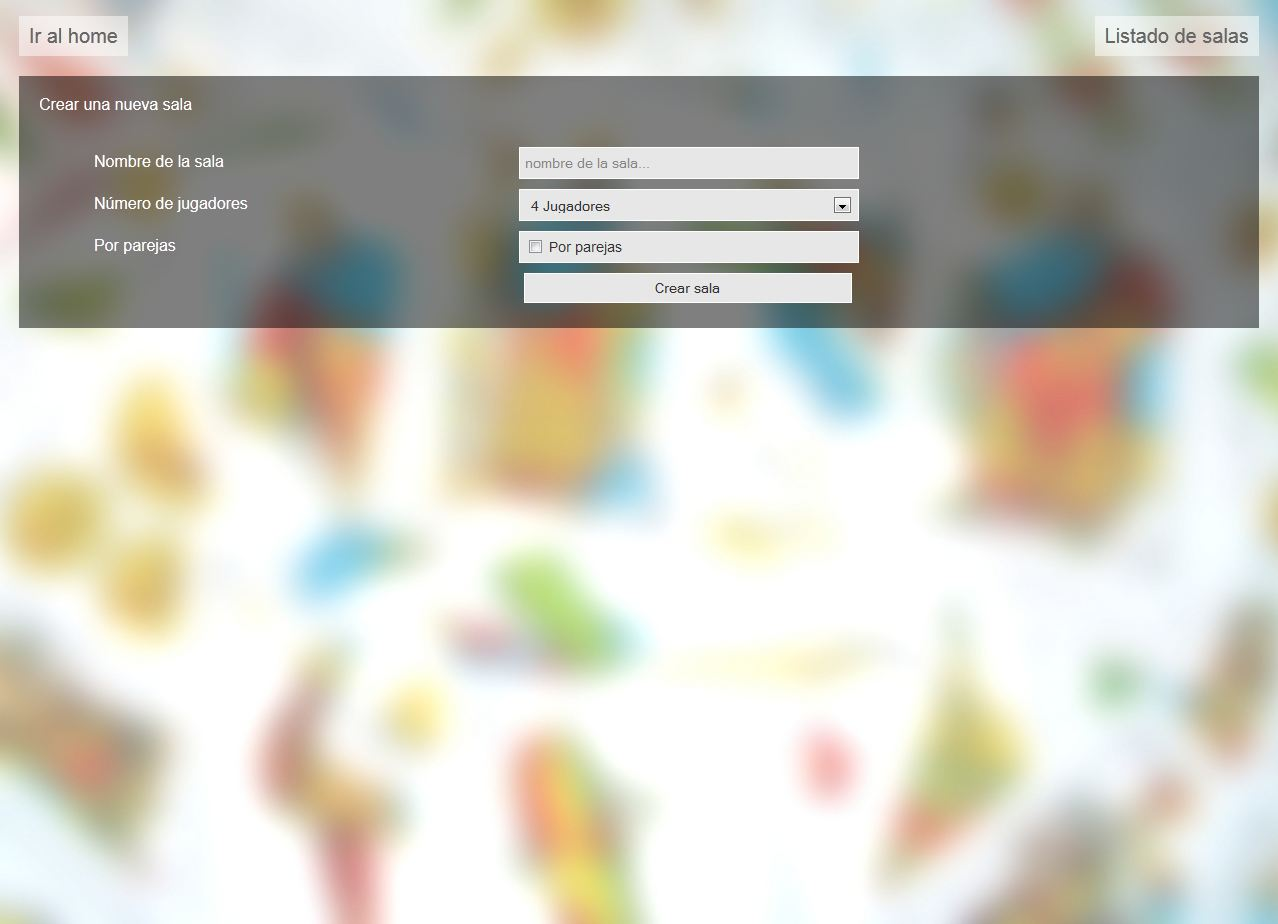 Ir al home
Listado de salas
Crear una nueva sala
Nombre de la sala
nombre de la sala...
Número de jugadores
4 Jugadores
Por parejas
Por parejas
Crear sala